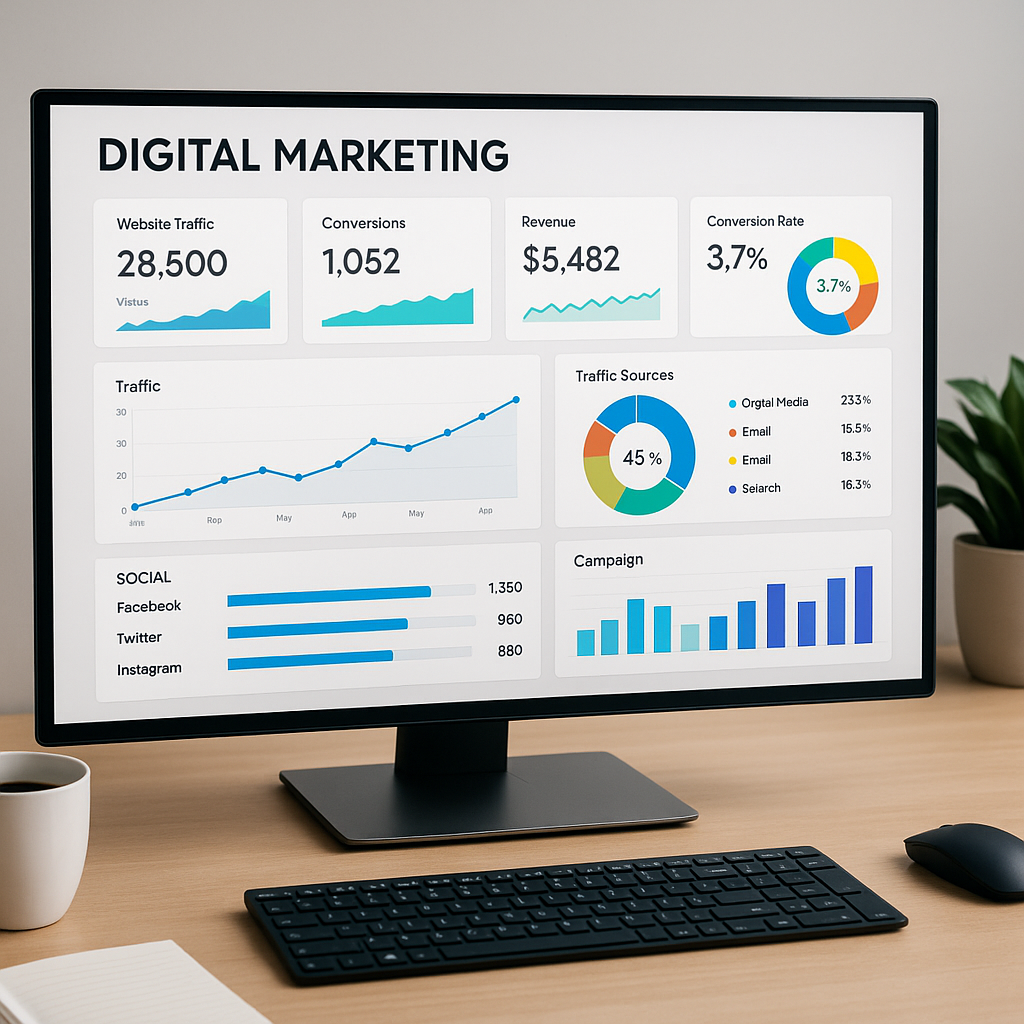 DIGITAL MARKETING
Website Traffic
28,500
Vistus
Conversions
1,052
Revenue
$5,482
Conversion Rate
3,7%
3.7%
Traffic
30
30
20
0
Rop
May
App
May
App
Traffic Sources
45 %
Orgtal Media 233%
Email 15.5%
Email 18.3%
Seiarch 16.3%
SOCIAL
Facebeok 1,350
Twitter 960
Instagram 880
Campaign